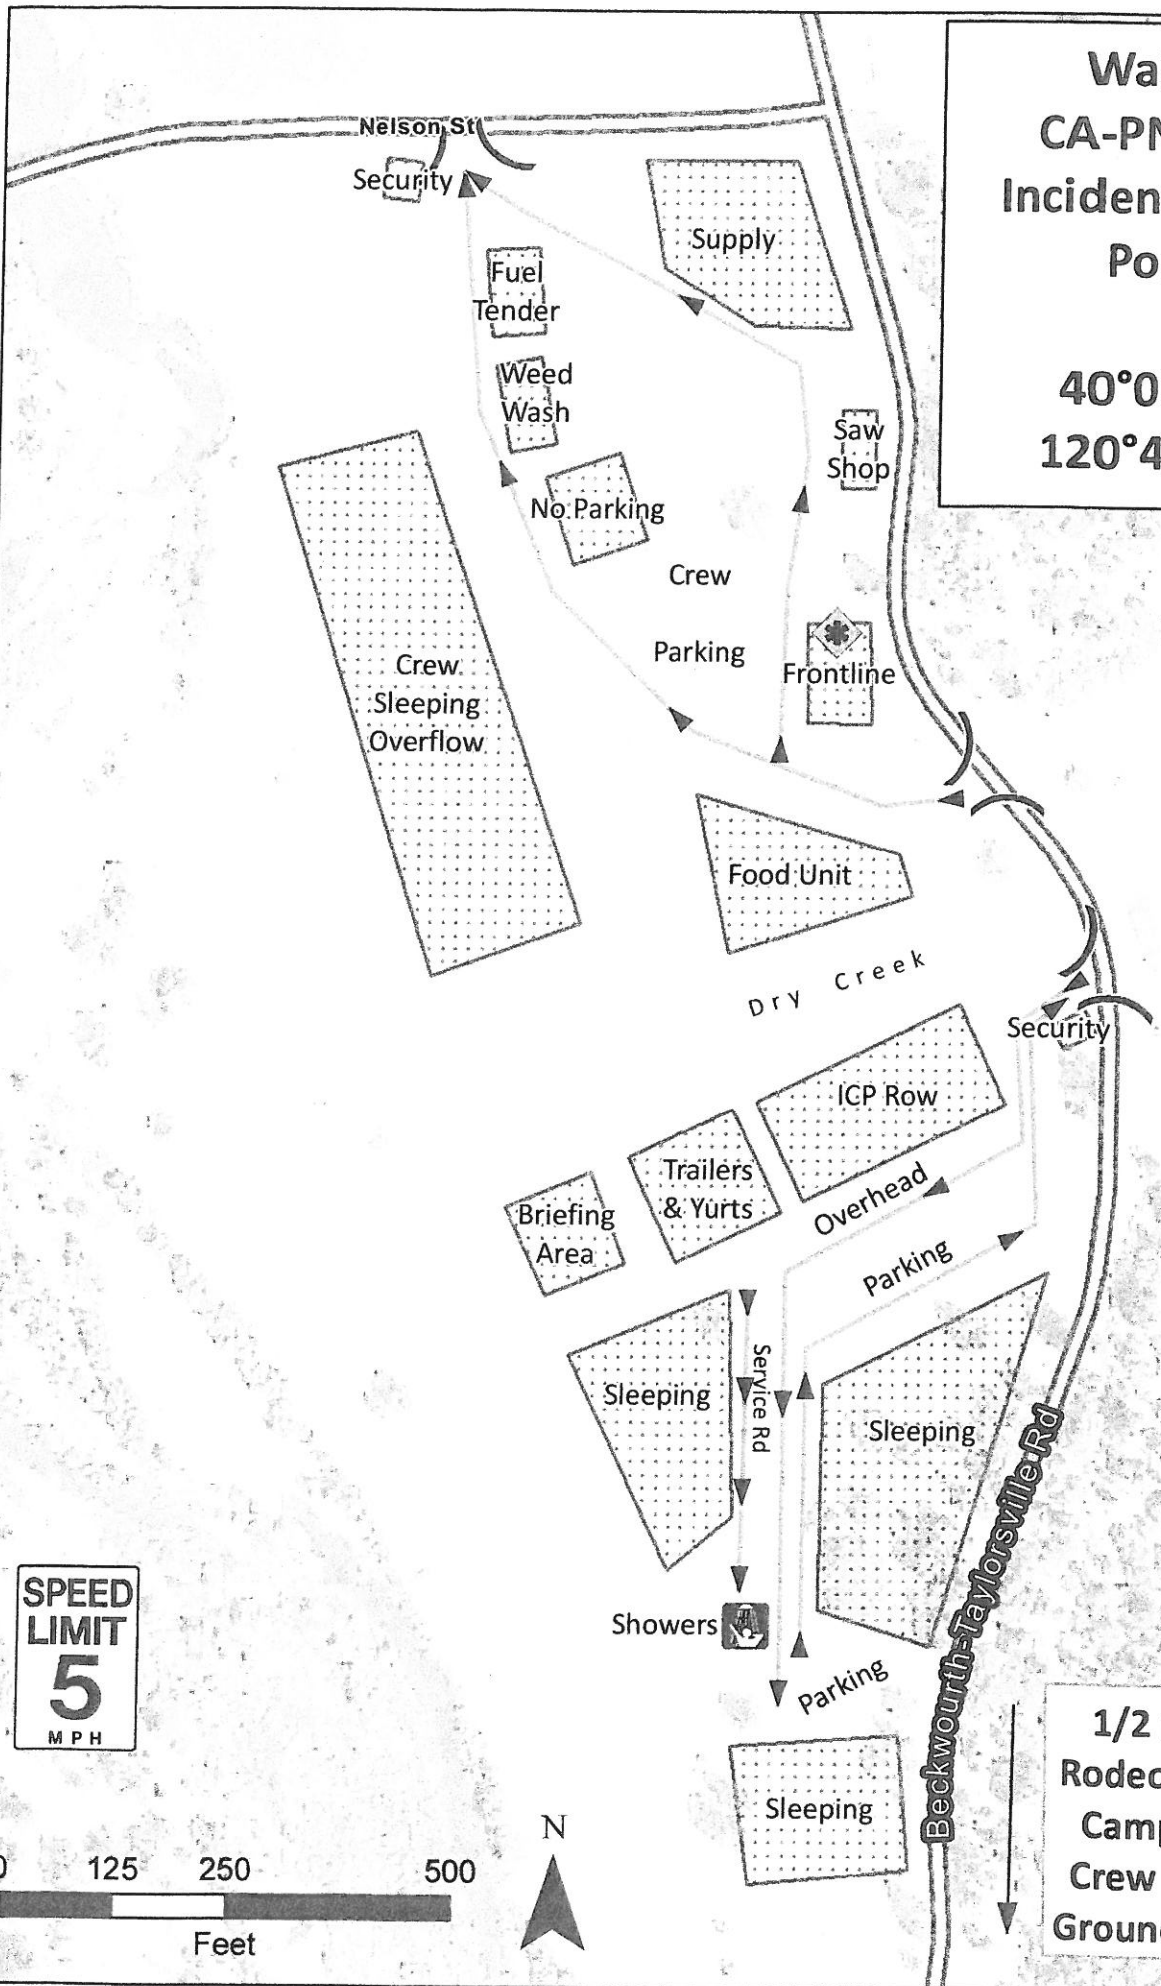 Wa
CA-PN
Inciden
Po
40°0
120°4
Nelson St
Security
Supply
Fuel
Tender
Weed
Wash
Saw
Shop
No Parking
Crew
Parking
Frontline
Crew
Sleeping
Overflow
Food Unit
Dry Creek
Security
ICP Row
Trailers
& Yurts
Overhead
Briefing
Area
Parking
Service Rd
Sleeping
Sleeping
Beckwourth-Taylorsville Rd
SPEED
LIMIT
5
MPH
Showers
Parking
Sleeping
1/2
Rodeo
Camp
Crew
Groun
N
0 125 250 500
Feet